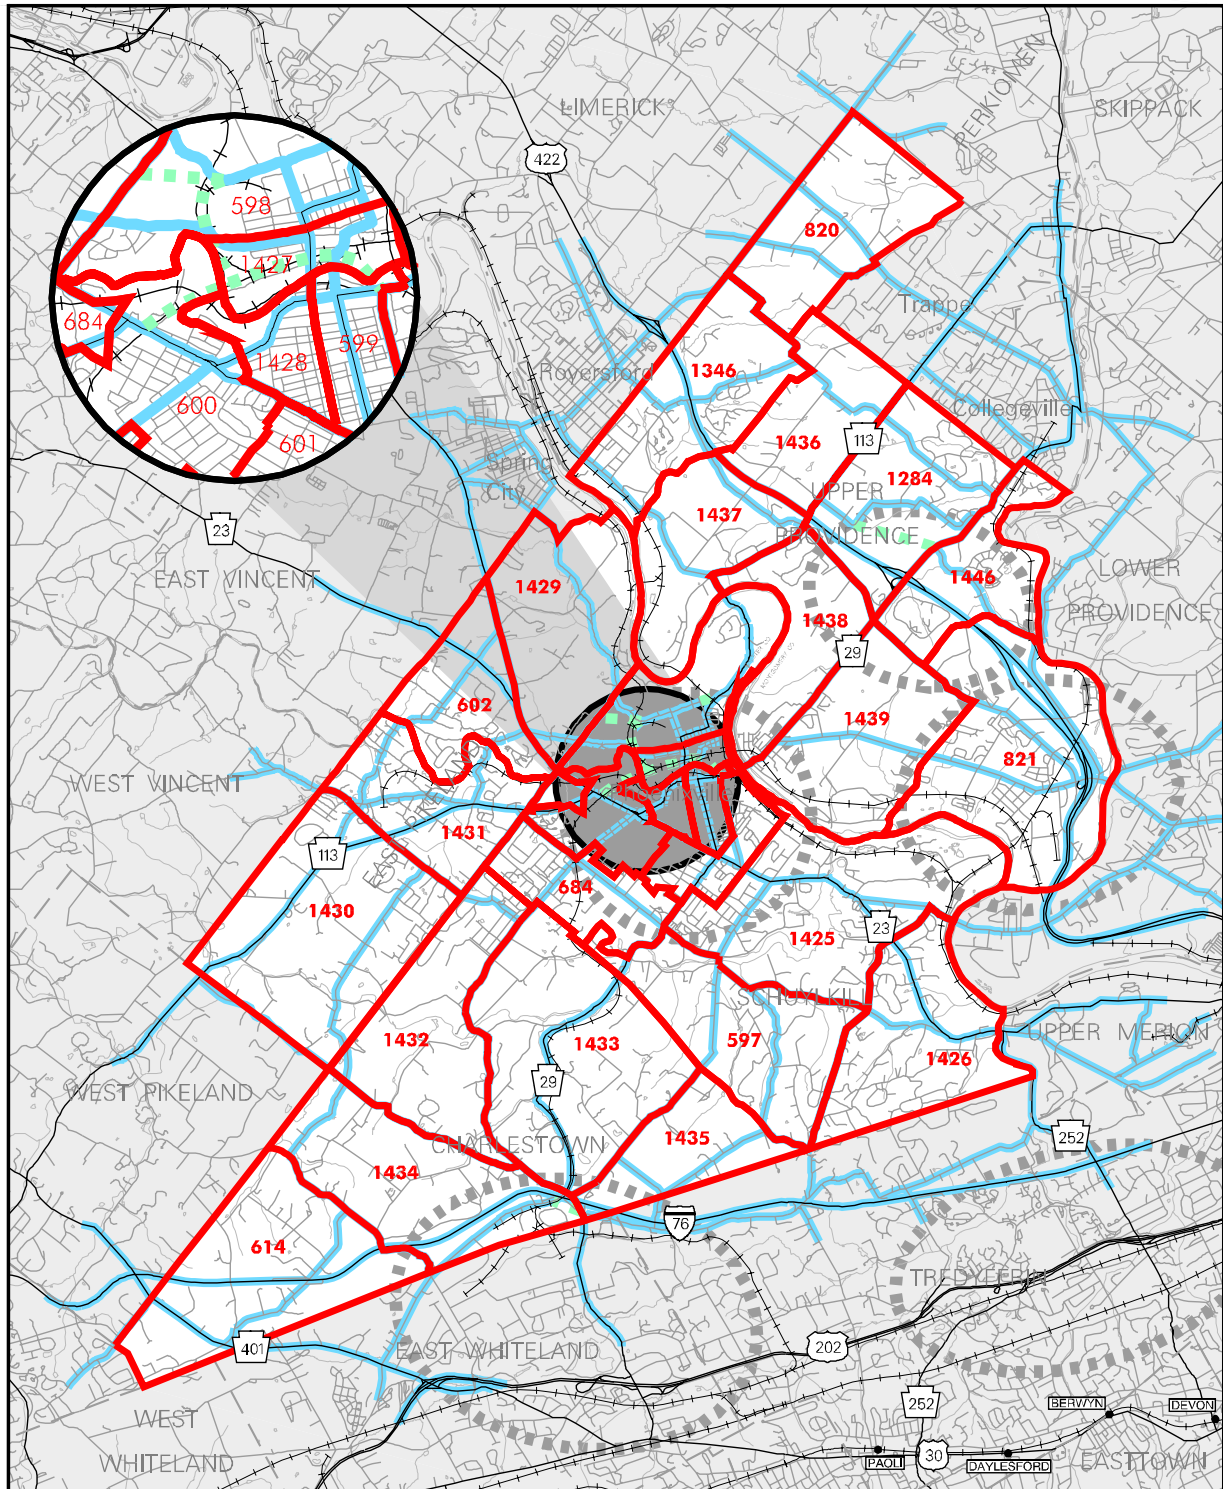 LIMERICK
PERKIOMEN
SKIPPACK
422
598
820
1427
Trappe
684
599
1428
Royersford
1346
600
Collegeville
601
1436
113
Spring
City
1284
UPPER
1437
PROVIDENCE
23
EAST VINCENT
1429
1446
LOWER
PROVIDENCE
1438
29
602
1439
821
WEST VINCENT
Phoenixville
1431
113
EAST
684
1430
1425
23
SCHUYLKILL
1432
1433
597
1426
UPPER MERION
29
WEST PIKELAND
CHARLESTOWN
1435
252
1434
76
614
TREDYFFRIN
401
EAST WHITELAND
202
252
BERWYN
DEVON
WEST
WHITELAND
30
PAOLI
DAYLESFORD
EASTTOWN